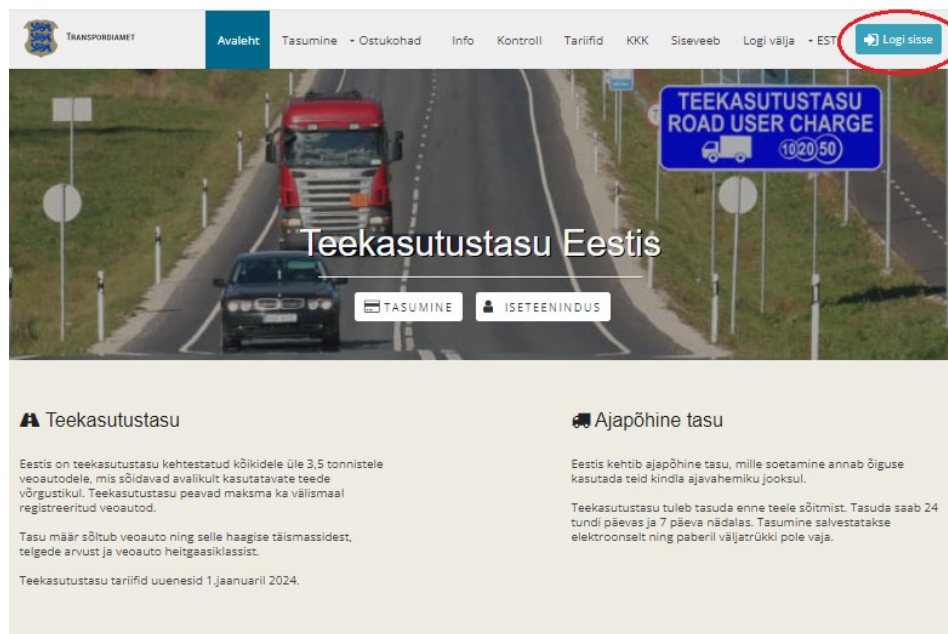 TRANSPORDIAMET
Avaleht
Tasumine
Ostukohad
Info
Kontroll
Tariifid
KKK
Siseveeb
Logi välja
EST
Logi sisse
TEEKASUTUSTASU
ROAD USER CHARGE
10 20 50
Teekasutustasu Eestis
TASUMINE
ISETEENINDUS
Teekasutustasu
Eestis on teekasutustasu kehtestatud kõikidele üle 3,5 tonnistele
veoautodele, mis sõidavad avalikult kasutatavate teede
võrgustikul. Teekasutustasu peavad maksma ka välismaal
registreeritud veoautod.
Tasu määr sõltub veoauto ning selle haagise täismassidest,
telgede arvust ja veoauto heitgaasiklassist.
Teekasutustasu tariifid uuenesid 1.jaanuaril 2024.
Ajapõhine tasu
Eestis kehtib ajapõhine tasu, mille soetamine annab õiguse
kasutada teid kindla ajavahemiku jooksul.
Teekasutustasu tuleb tasuda enne teele sõitmist. Tasuda saab 24
tundi päevas ja 7 päeva nädalas. Tasumine salvestatakse
elektroonselt ning paberil väljatrükki pole vaja.